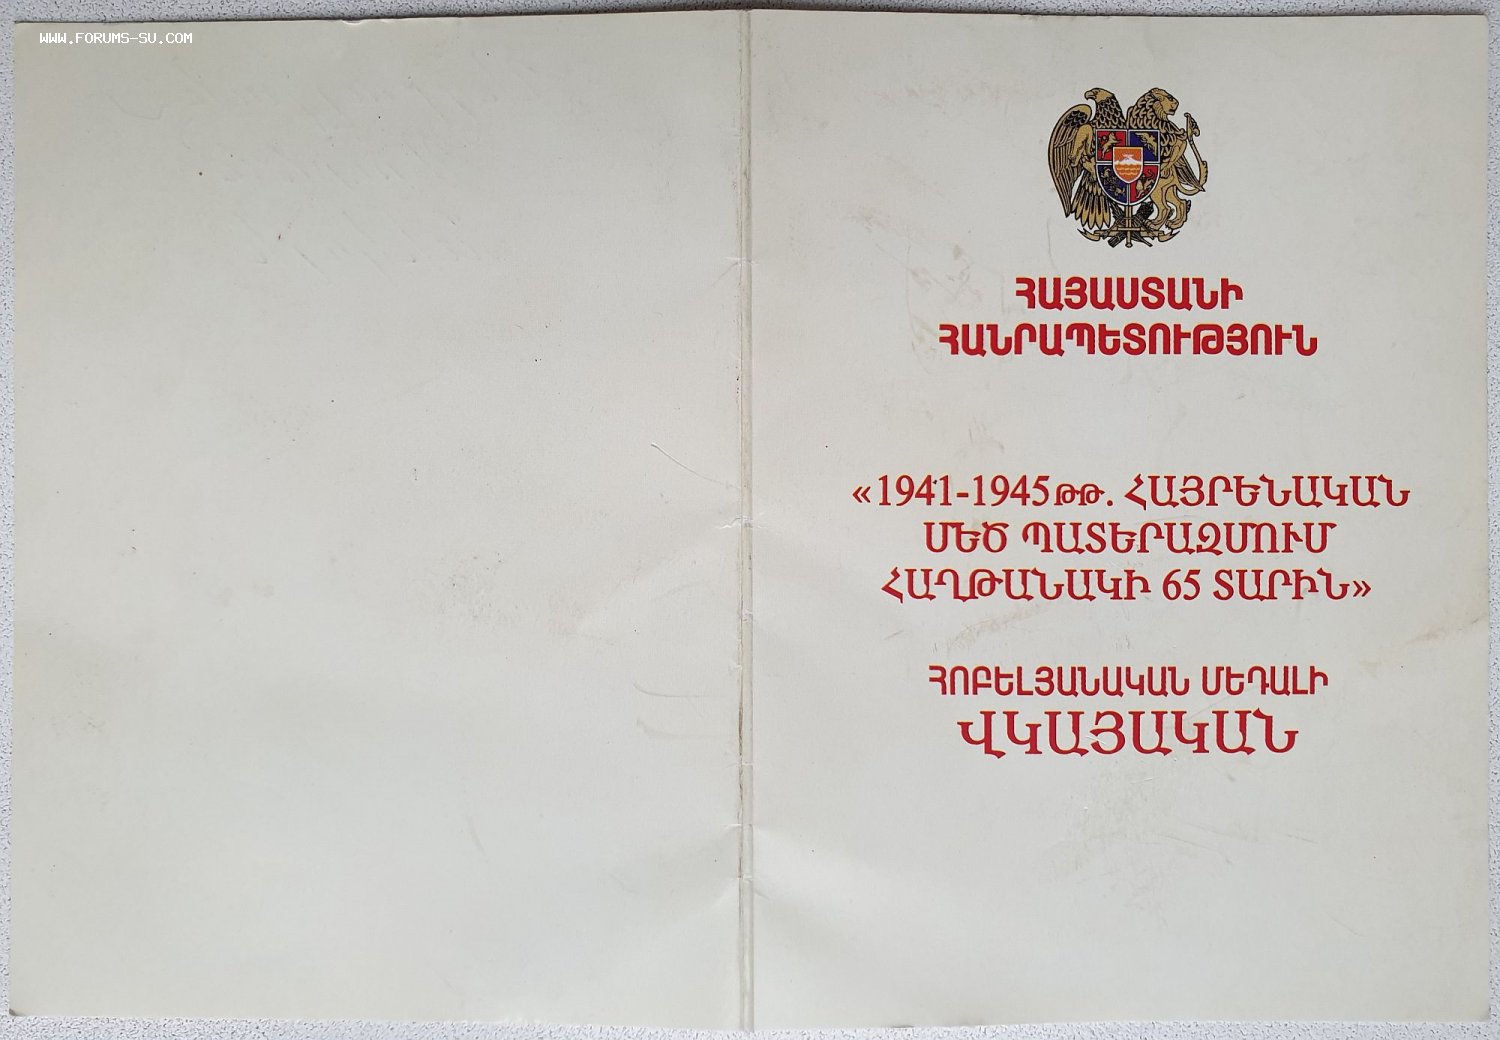 WWW.FORUMS-SU.COM
ՀԱՅԱՍՏԱՆԻ
ՀԱՆՐԱՊԵՏՈՒԹՅՈՒՆ
«1941-1945թթ. ՀԱՅՐԵՆԱԿԱՆ
ՄԵԾ ՊԱՏԵՐԱԶՄՈՒՄ
ՀԱՂԹԱՆԱԿԻ 65 ՏԱՐԻՆ»
ՀՈԲԵԼՅԱՆԱԿԱՆ ՄԵԴԱԼԻ
ՎԿԱՅԱԿԱՆ